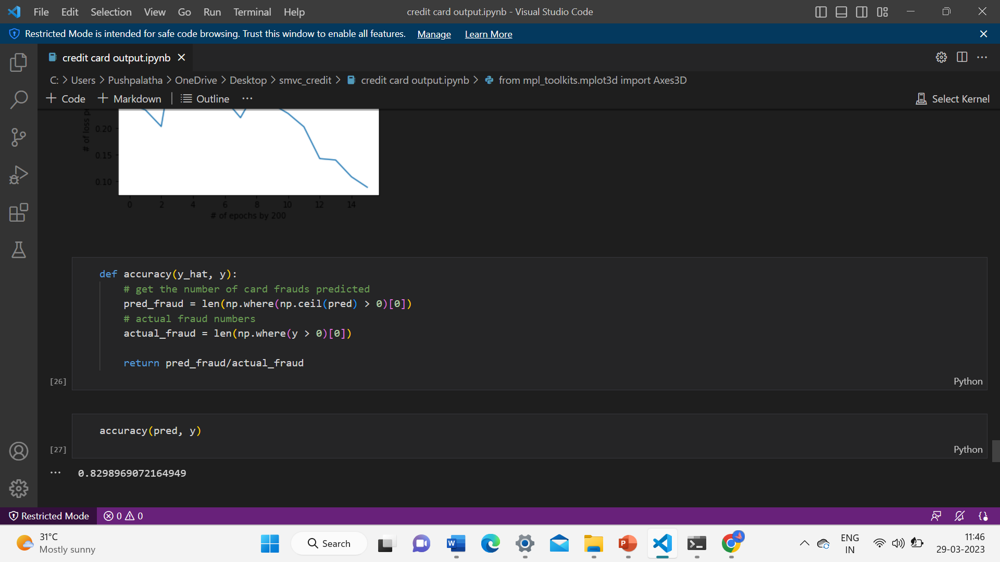 File Edit Selection View Go Run Terminal Help
credit card output.ipynb - Visual Studio Code
Restricted Mode is intended for safe code browsing. Trust this window to enable all features. Manage Learn More
credit card output.ipynb
C: > Users > Pushpalatha > OneDrive > Desktop > smvc_credit > credit card output.ipynb > from mpl_toolkits.mplot3d import Axes3D
+ Code + Markdown | Outline ...
Select Kernel
# of loss
0.20
0.15
0.10
0 2 4 6 8 10 12 14
# of epochs by 200
def accuracy(y_hat, y):
# get the number of card frauds predicted
pred_fraud = len(np.where(np.ceil(pred) > 0)[0])
# actual fraud numbers
actual_fraud = len(np.where(y > 0)[0])
return pred_fraud/actual_fraud
[26]
Python
accuracy(pred, y)
[27]
Python
... 0.8298969072164949
Restricted Mode 0 0
31°C
Mostly sunny
Search
ENG
IN
11:46
29-03-2023